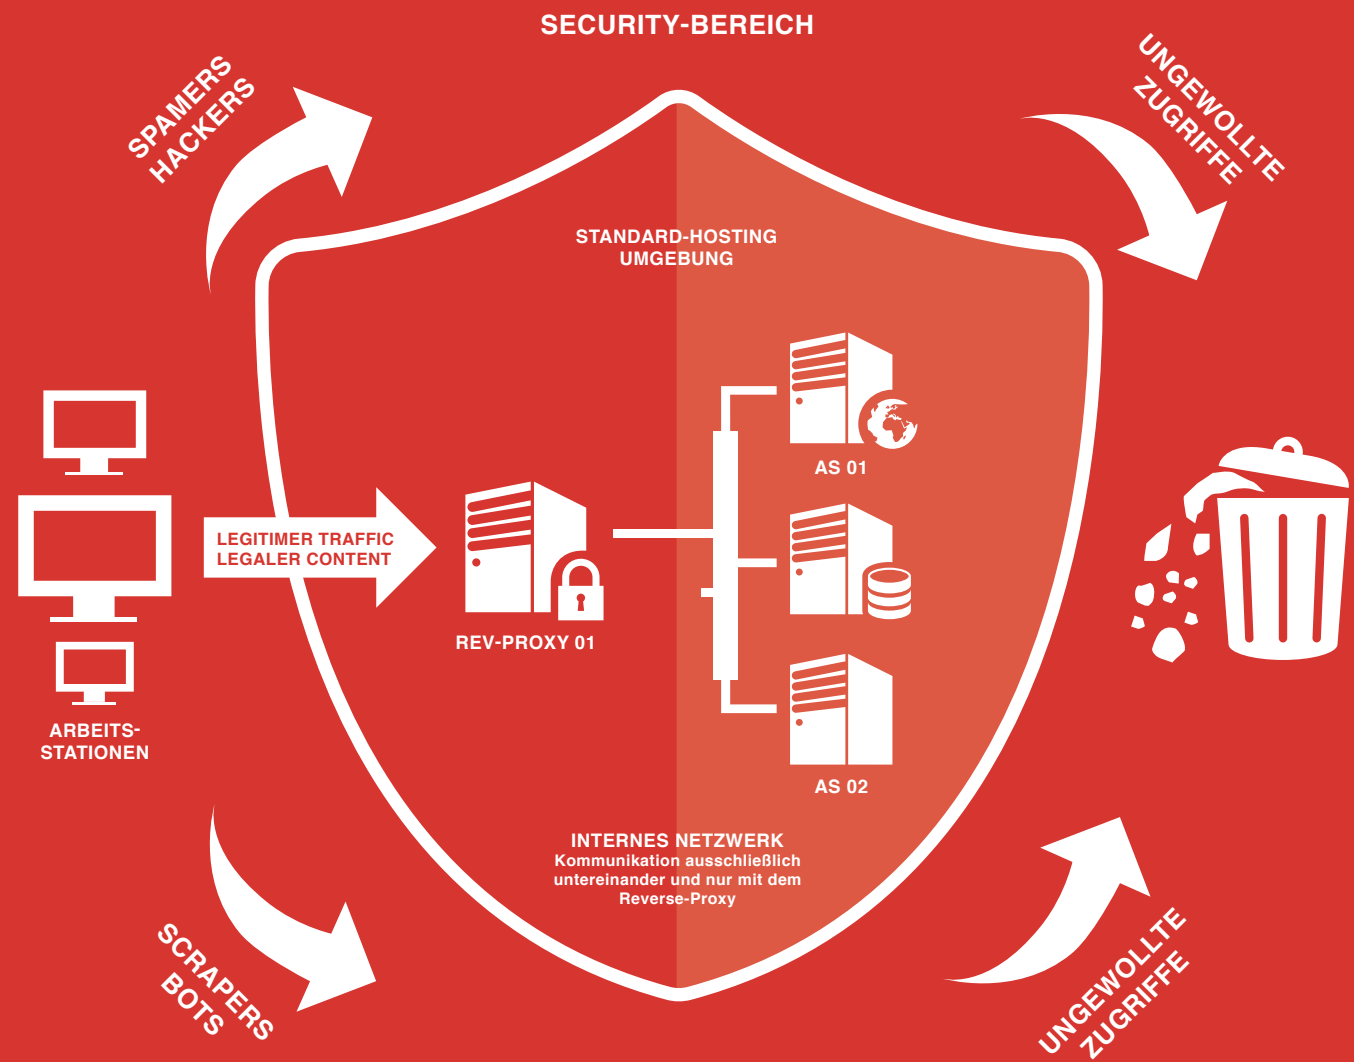 SECURITY-BEREICH
SPAMERS
HACKERS
UNGEWOLLTE
ZUGRIFFE
STANDARD-HOSTING
UMGEBUNG
AS 01
LEGITIMER TRAFFIC
LEGALER CONTENT
REV-PROXY 01
ARBEITS-
STATIONEN
AS 02
INTERNES NETZWERK
Kommunikation ausschließlich
untereinander und nur mit dem
Reverse-Proxy
SCRAPERS
BOTS
UNGEWOLLTE
ZUGRIFFE